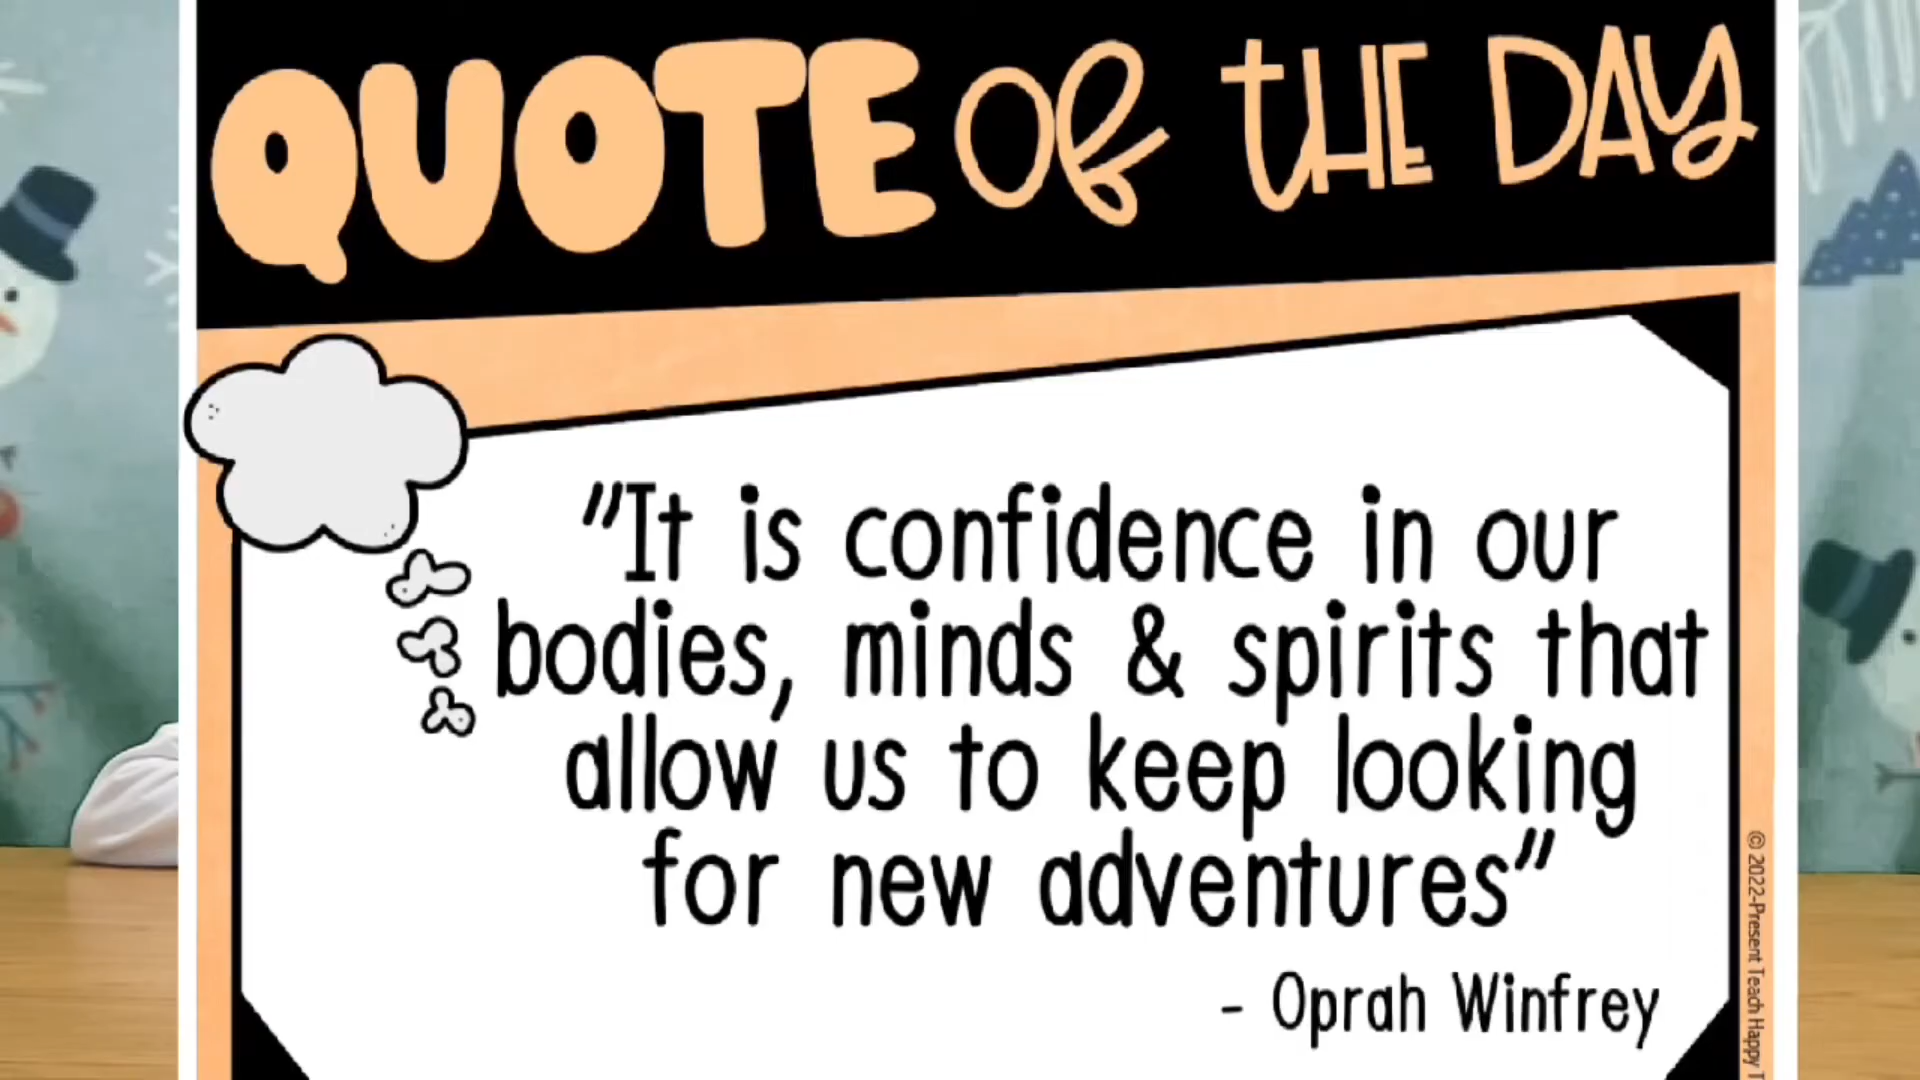 QUOTE of THE DAY
"It is confidence in our
bodies, minds & spirits that
allow us to keep looking
for new adventures"
- Oprah Winfrey
© 2022-Present Teach Happy